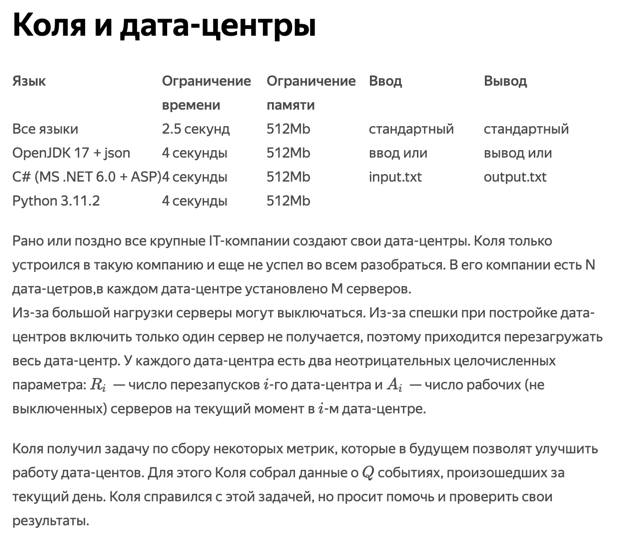 Коля и дата-центры
Язык Ограничение времени Ограничение памяти Ввод Вывод
Все языки 2.5 секунд 512Mb стандартный стандартный
OpenJDK 17 + json 4 секунды 512Mb ввод или вывод или
C# (MS .NET 6.0 + ASP) 4 секунды 512Mb input.txt output.txt
Python 3.11.2 4 секунды 512Mb
Рано или поздно все крупные IT-компании создают свои дата-центры. Коля только
устроился в такую компанию и еще не успел во всем разобраться. В его компании есть N
дата-цетров,в каждом дата-центре установлено M серверов.
Из-за большой нагрузки серверы могут выключаться. Из-за спешки при постройке дата-
центров включить только один сервер не получается, поэтому приходится перезагружать
весь дата-центр. У каждого дата-центра есть два неотрицательных целочисленных
параметра: R_i — число перезапусков i-го дата-центра и A_i — число рабочих (не
выключенных) серверов на текущий момент в i-м дата-центре.
Коля получил задачу по сбору некоторых метрик, которые в будущем позволят улучшить
работу дата-центов. Для этого Коля собрал данные о Q событиях, произошедших за
текущий день. Коля справился с этой задачей, но просит помочь и проверить свои
результаты.